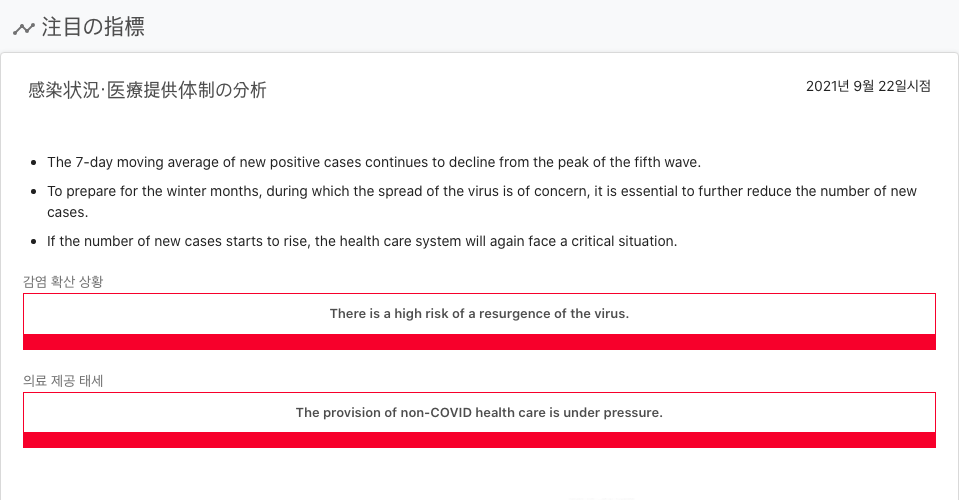 注目の指標
感染状況·医療提供体制の分析
2021년 9월 22일시점
The 7-day moving average of new positive cases continues to decline from the peak of the fifth wave.
To prepare for the winter months, during which the spread of the virus is of concern, it is essential to further reduce the number of new
cases.
If the number of new cases starts to rise, the health care system will again face a critical situation.
감염 확산 상황
There is a high risk of a resurgence of the virus.
의료 제공 태세
The provision of non-COVID health care is under pressure.